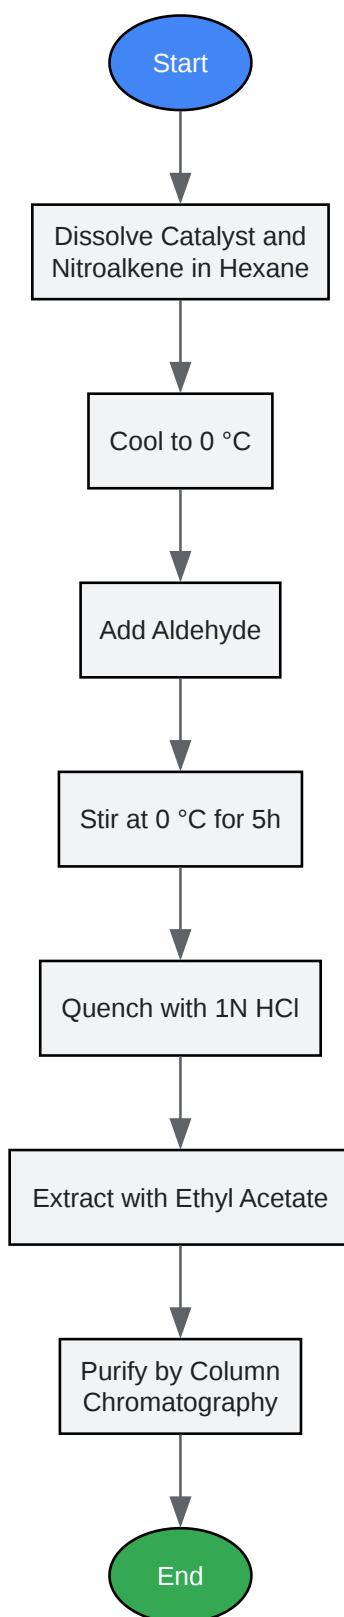 Start
Dissolve Catalyst and
Nitroalkene in Hexane
Cool to 0 °C
Add Aldehyde
Stir at 0 °C for 5h
Quench with 1N HCl
Extract with Ethyl Acetate
Purify by Column
Chromatography
End